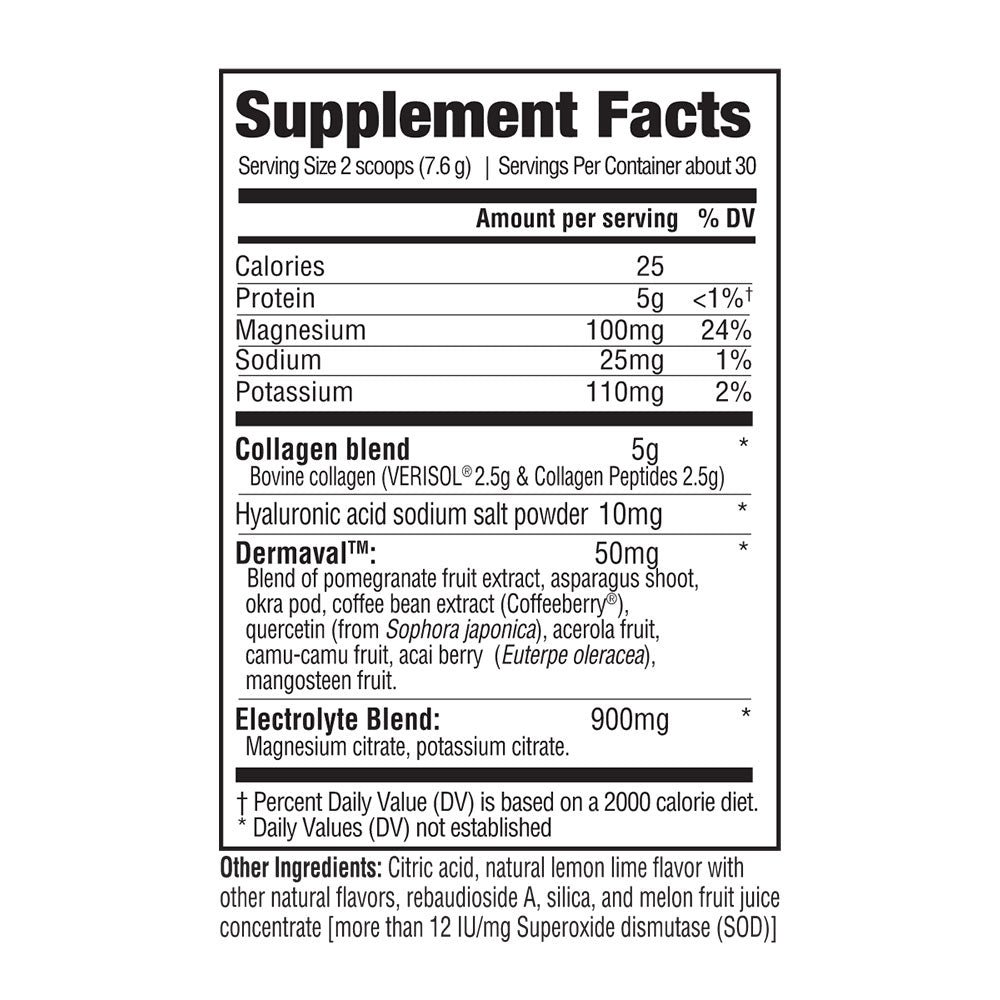 Supplement Facts
Serving Size 2 scoops (7.6 g) | Servings Per Container about 30
Amount per serving % DV
Calories 25
Protein 5g <1%†
Magnesium 100mg 24%
Sodium 25mg 1%
Potassium 110mg 2%
Collagen blend 5g *
Bovine collagen (VERISOL® 2.5g & Collagen Peptides 2.5g)
Hyaluronic acid sodium salt powder 10mg *
Dermaval™: 50mg *
Blend of pomegranate fruit extract, asparagus shoot,
okra pod, coffee bean extract (Coffeeberry®),
quercetin (from Sophora japonica), acerola fruit,
camu-camu fruit, acai berry (Euterpe oleracea),
mangosteen fruit.
Electrolyte Blend: 900mg *
Magnesium citrate, potassium citrate.
† Percent Daily Value (DV) is based on a 2000 calorie diet.
* Daily Values (DV) not established
Other Ingredients: Citric acid, natural lemon lime flavor with
other natural flavors, rebaudioside A, silica, and melon fruit juice
concentrate [more than 12 IU/mg Superoxide dismutase (SOD)]